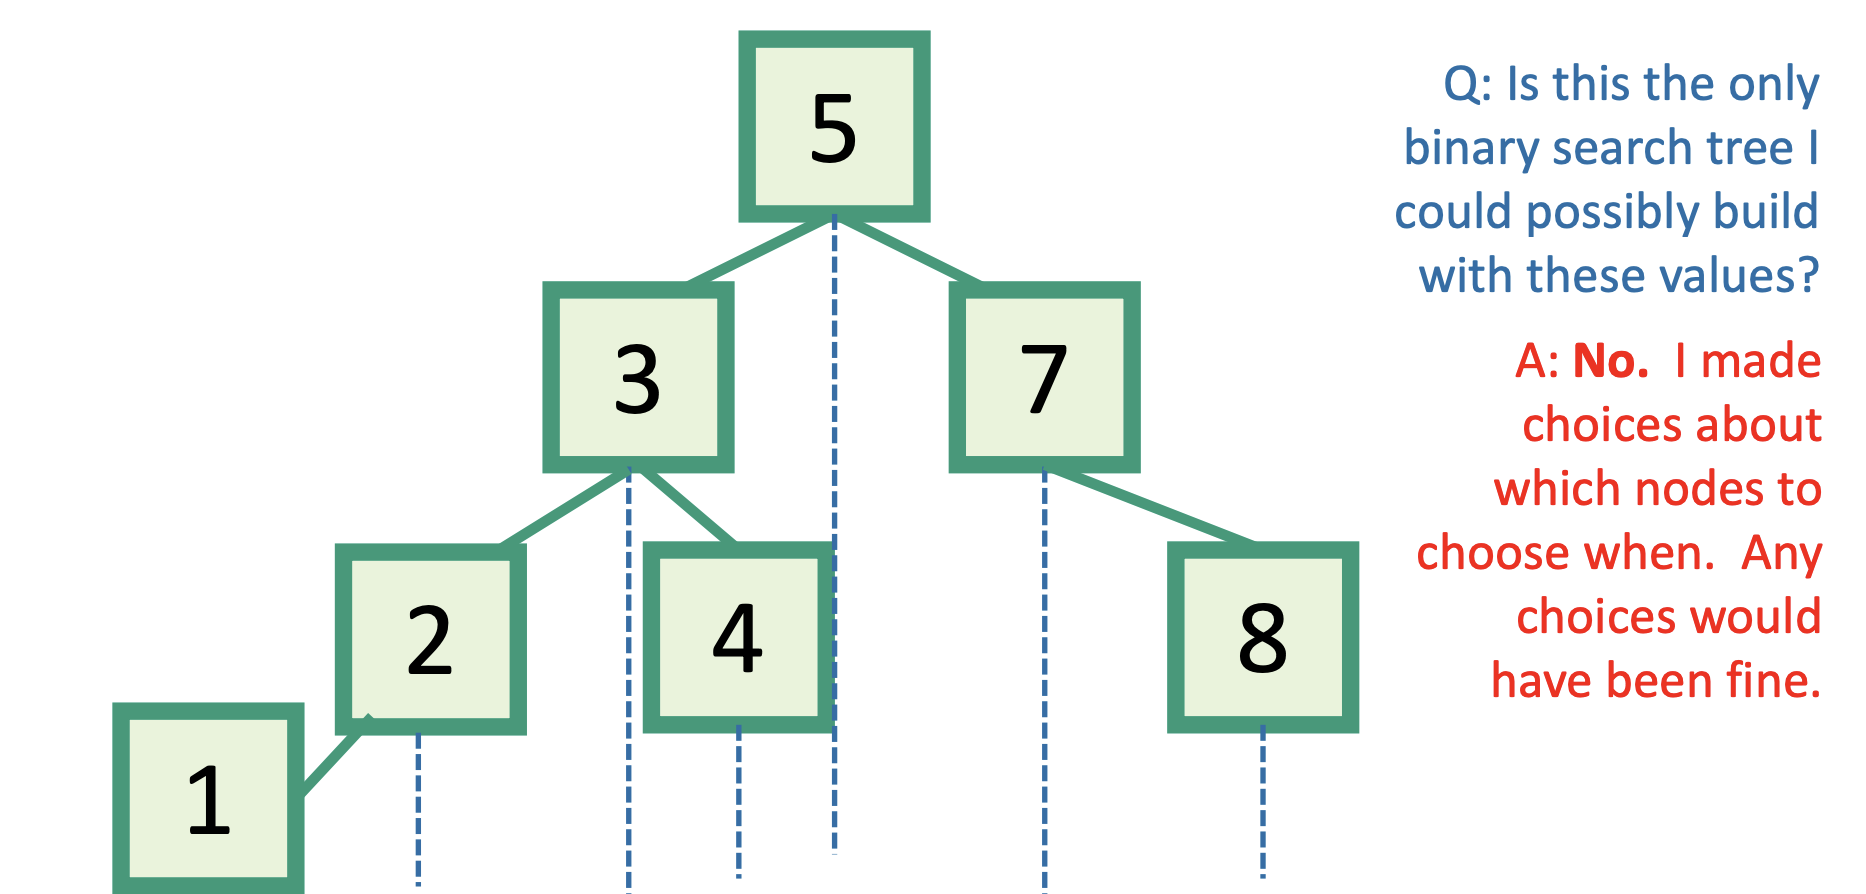 5
3
7
2
4
8
1
Q: Is this the only
binary search tree I
could possibly build
with these values?
A: No. I made
choices about
which nodes to
choose when. Any
choices would
have been fine.